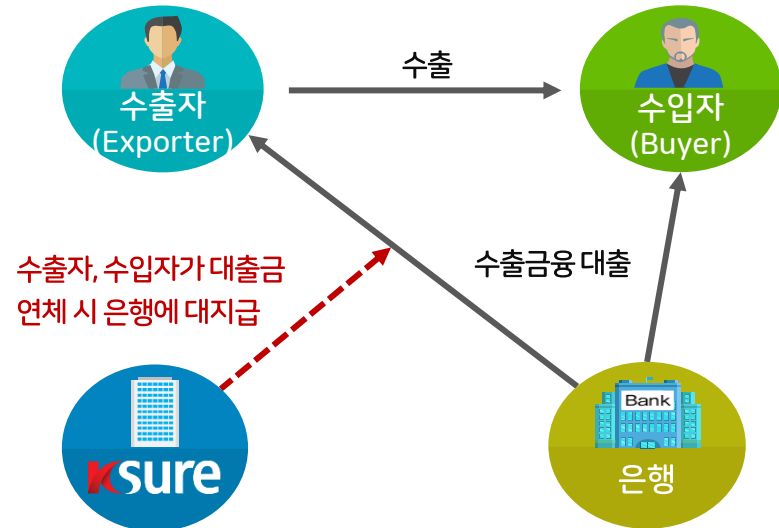 수출
수출자
(Exporter)
수입자
(Buyer)
수출자, 수입자가 대출금
연체 시 은행에 대지급
수출금융 대출
Bank
Ksure
은행